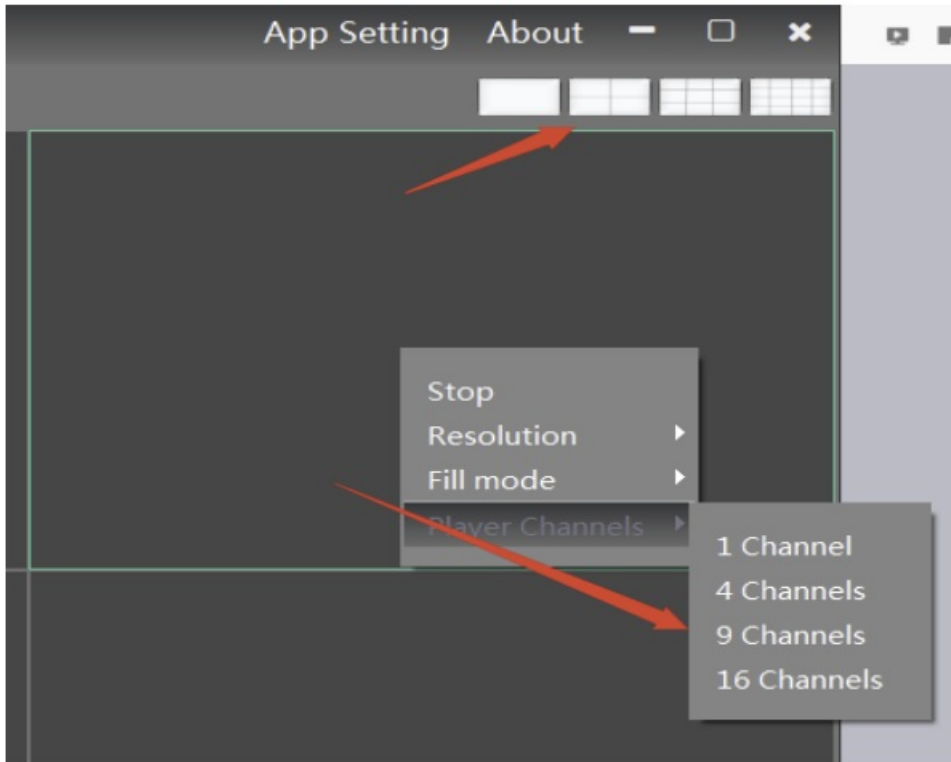 App Setting About
Stop
Resolution
Fill mode
Player Channels
1 Channel
4 Channels
9 Channels
16 Channels